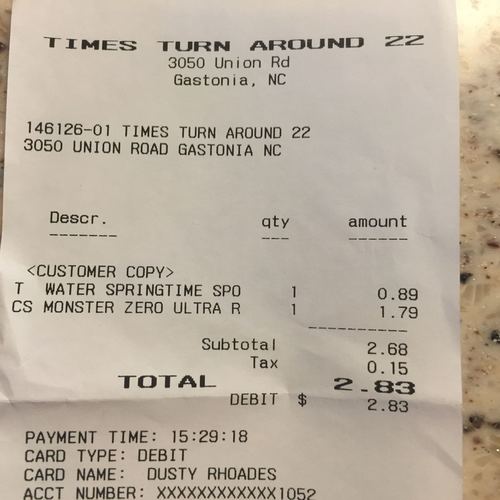 TIMES TURN AROUND 22
3050 Union Rd
Gastonia, NC
146126-01 TIMES TURN AROUND 22
3050 UNION ROAD GASTONIA NC
Descr. qty amount
<CUSTOMER COPY>
T WATER SPRINGTIME SPO 1 0.89
CS MONSTER ZERO ULTRA R 1 1.79
Subtotal 2.68
Tax 0.15
TOTAL 2.83
DEBIT $ 2.83
PAYMENT TIME: 15:29:18
CARD TYPE: DEBIT
CARD NAME: DUSTY RHOADES
ACCT NUMBER: XXXXXXXXXXXX1052